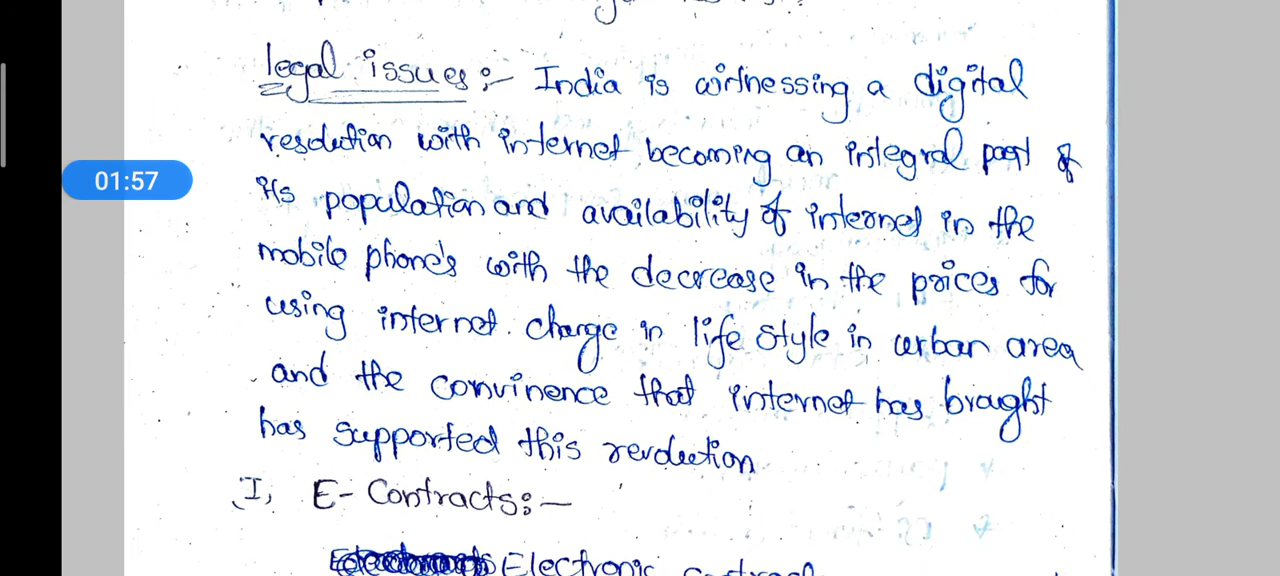 legal issues :-  India is witnessing a digital
resolution with internet becoming an integral part of
its population and availability of internet in the
mobile phone's with the decrease in the prices for
using internet. change in life style in urban area
and the convinence that internet has brought
has supported this revolution
I, E- Contracts:-
Electronic contract
01:57